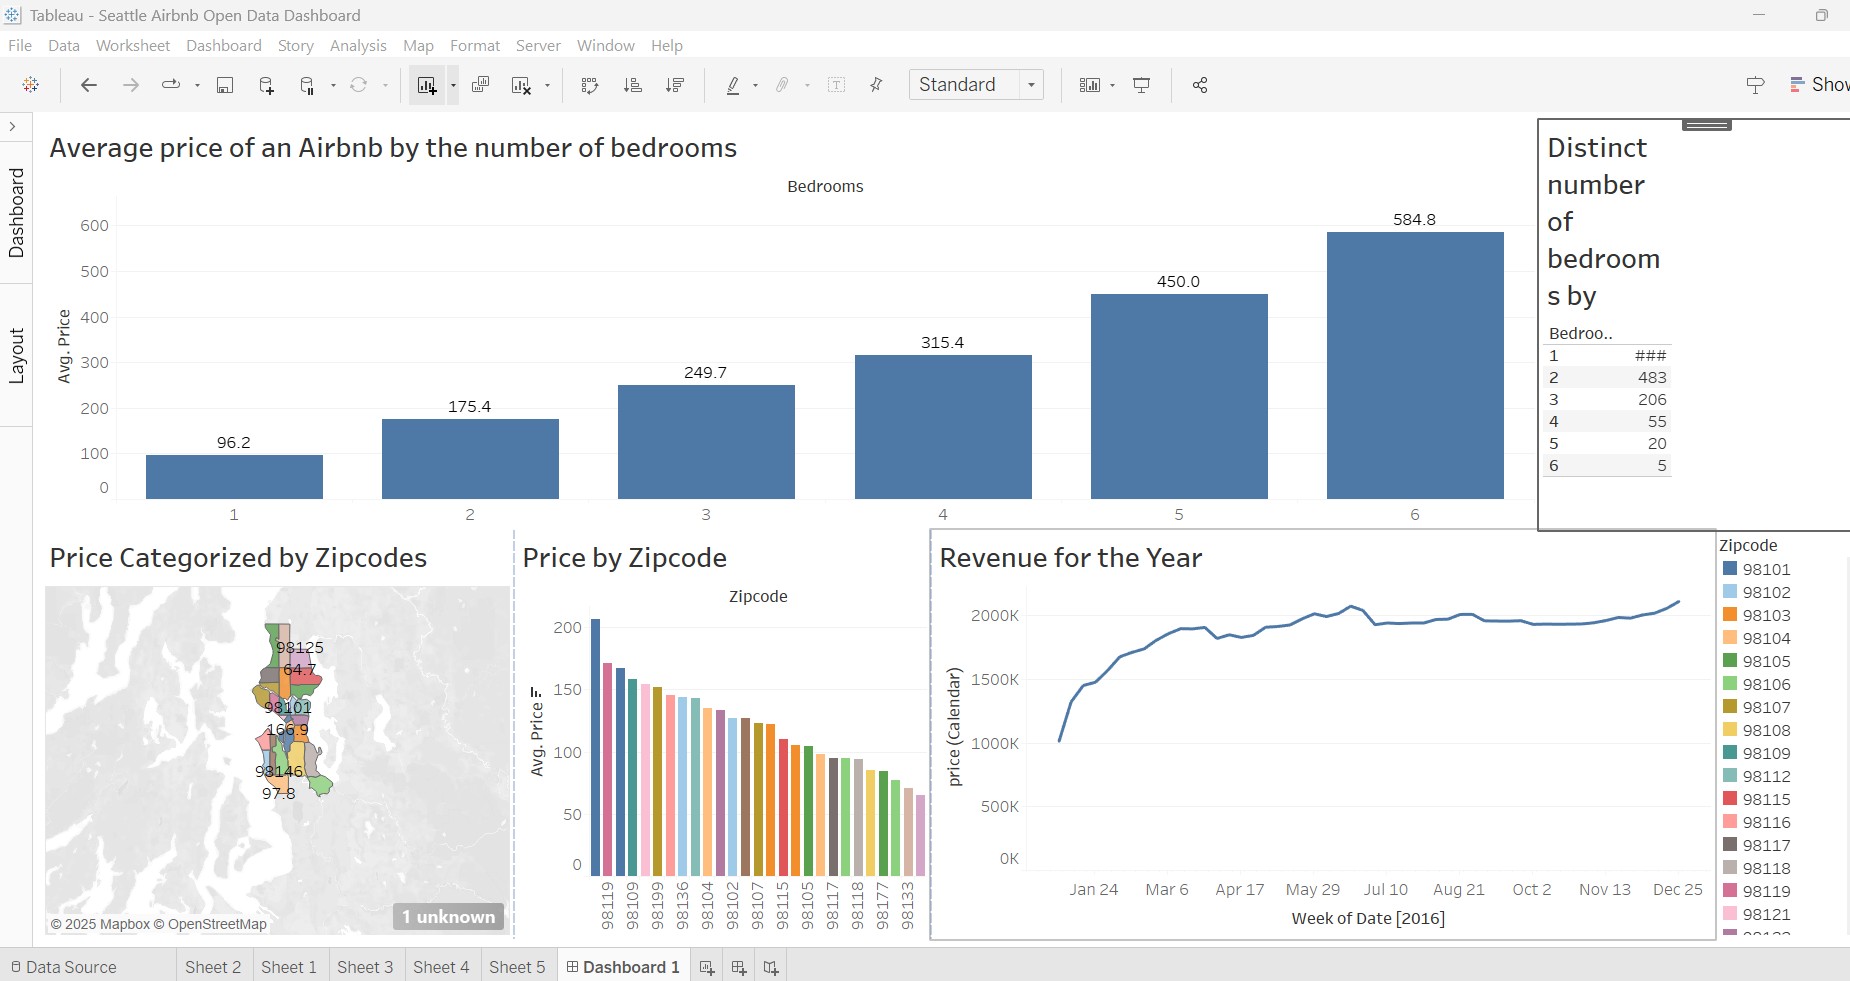 Tableau - Seattle Airbnb Open Data Dashboard
File Data Worksheet Dashboard Story Analysis Map Format Server Window Help
Standard
Show
Dashboard
Layout
Average price of an Airbnb by the number of bedrooms
Bedrooms
Avg. Price
600
500
400
300
200
100
0
96.2
175.4
249.7
315.4
450.0
584.8
1 2 3 4 5 6
Distinct
number
of
bedroom
s by
Bedroo..
1 ###
2 483
3 206
4 55
5 20
6 5
Price Categorized by Zipcodes
98125
64.7
98101
166.9
98146
97.8
© 2025 Mapbox © OpenStreetMap
1 unknown
Price by Zipcode
Zipcode
Avg. Price
200
150
100
50
0
98119
98109
98199
98136
98104
98102
98107
98115
98105
98117
98118
98177
98133
Revenue for the Year
price (Calendar)
2000K
1500K
1000K
500K
0K
Jan 24 Mar 6 Apr 17 May 29 Jul 10 Aug 21 Oct 2 Nov 13 Dec 25
Week of Date [2016]
Zipcode
98101
98102
98103
98104
98105
98106
98107
98108
98109
98112
98115
98116
98117
98118
98119
98121
Data Source Sheet 2 Sheet 1 Sheet 3 Sheet 4 Sheet 5 Dashboard 1